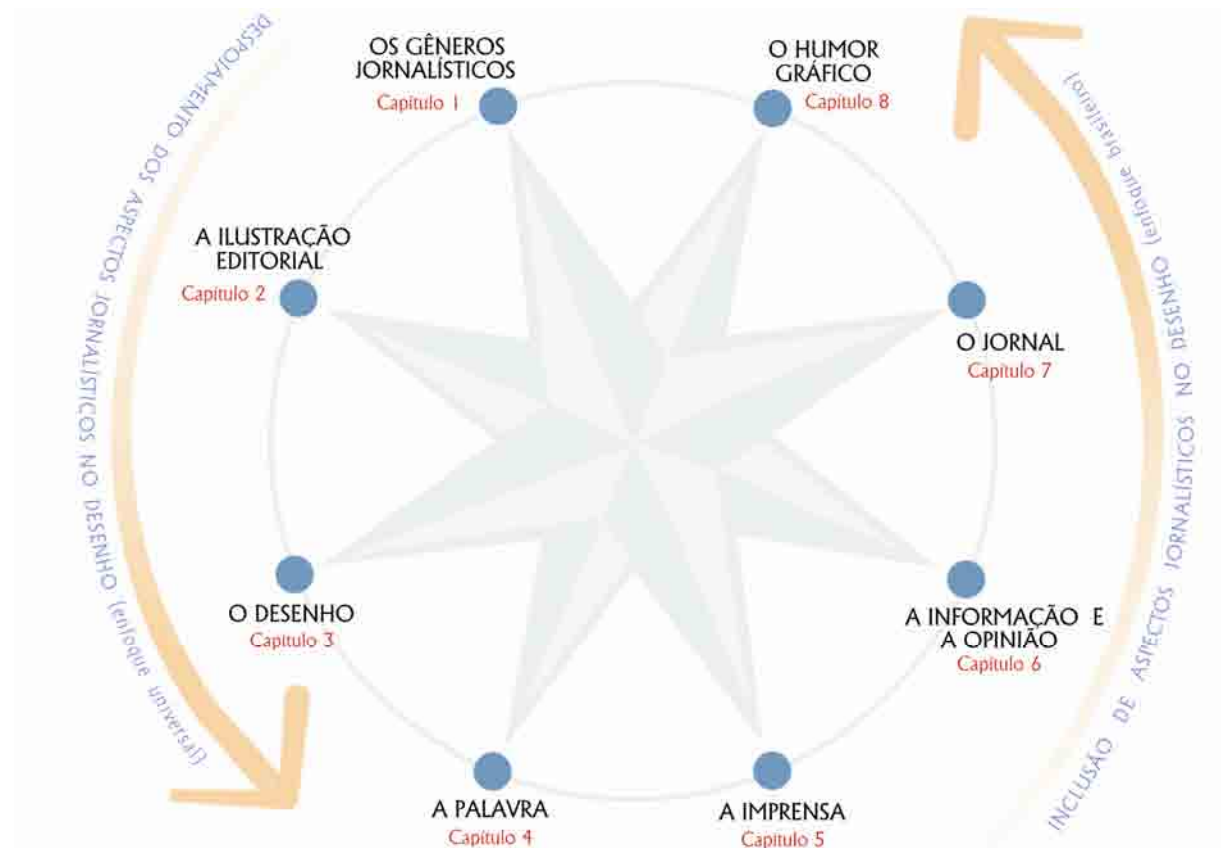 DESPOJAMENTO DOS ASPECTOS JORNALÍSTICOS NO DESENHO (enfoque universal)
OS GÊNEROS
JORNALÍSTICOS
Capítulo 1
A ILUSTRAÇÃO
EDITORIAL
Capítulo 2
O DESENHO
Capítulo 3
A PALAVRA
Capítulo 4
A IMPRENSA
Capítulo 5
A INFORMAÇÃO E
A OPINIÃO
Capítulo 6
O JORNAL
Capítulo 7
O HUMOR
GRÁFICO
Capítulo 8
INCLUSÃO DE ASPECTOS JORNALÍSTICOS NO DESENHO (enfoque brasileiro)